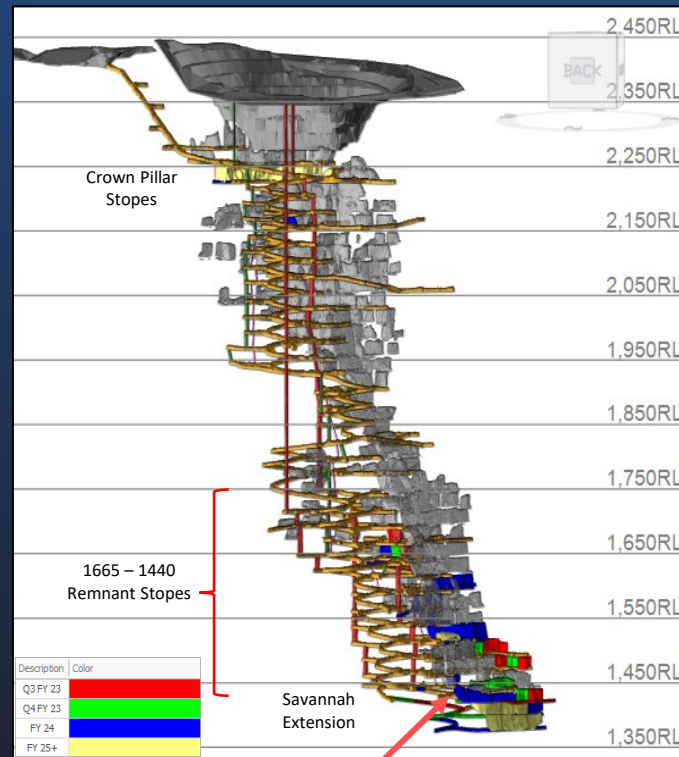 2,450RL
BACK
2,350RL
2,250RL
Crown Pillar
Stopes
2,150RL
2,050RL
1,950RL
1,850RL
1,750RL
1,650RL
1665 – 1440
Remnant Stopes
1,550RL
1,450RL
Description Color
Q3 FY 23
Q4 FY 23
FY 24
FY 25+
Savannah
Extension
1,350RL